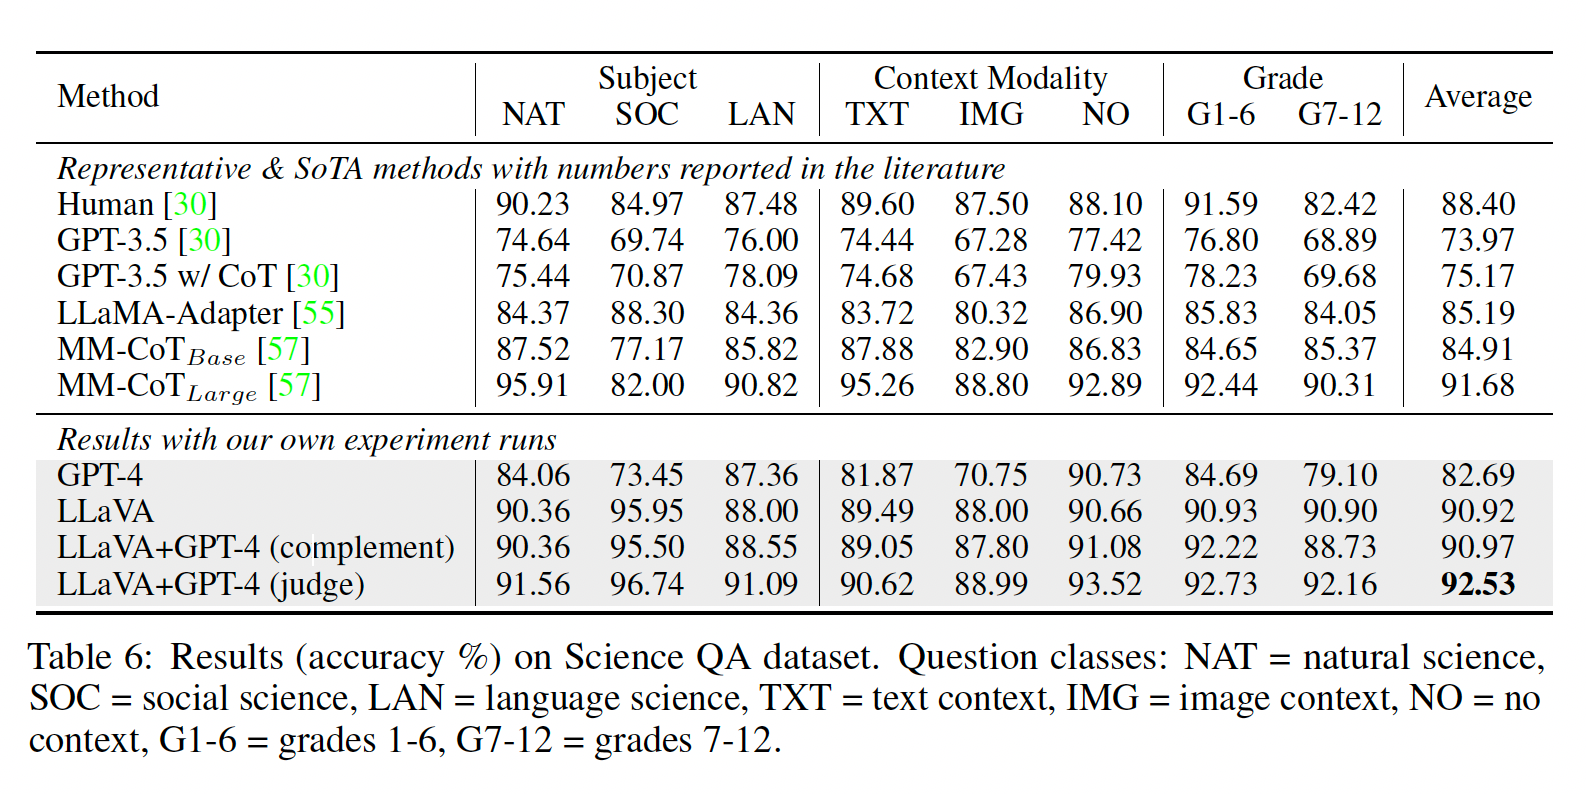 Method Subject Context Modality Grade Average
NAT SOC LAN TXT IMG NO G1-6 G7-12
Representative & SoTA methods with numbers reported in the literature
Human [30] 90.23 84.97 87.48 89.60 87.50 88.10 91.59 82.42 88.40
GPT-3.5 [30] 74.64 69.74 76.00 74.44 67.28 77.42 76.80 68.89 73.97
GPT-3.5 w/ CoT [30] 75.44 70.87 78.09 74.68 67.43 79.93 78.23 69.68 75.17
LLaMA-Adapter [55] 84.37 88.30 84.36 83.72 80.32 86.90 85.83 84.05 85.19
MM-CoTBase [57] 87.52 77.17 85.82 87.88 82.90 86.83 84.65 85.37 84.91
MM-CoTLarge [57] 95.91 82.00 90.82 95.26 88.80 92.89 92.44 90.31 91.68
Results with our own experiment runs
GPT-4 84.06 73.45 87.36 81.87 70.75 90.73 84.69 79.10 82.69
LLaVA 90.36 95.95 88.00 89.49 88.00 90.66 90.93 90.90 90.92
LLaVA+GPT-4 (complement) 90.36 95.50 88.55 89.05 87.80 91.08 92.22 88.73 90.97
LLaVA+GPT-4 (judge) 91.56 96.74 91.09 90.62 88.99 93.52 92.73 92.16 92.53
Table 6: Results (accuracy %) on Science QA dataset. Question classes: NAT = natural science,
SOC = social science, LAN = language science, TXT = text context, IMG = image context, NO = no
context, G1-6 = grades 1-6, G7-12 = grades 7-12.